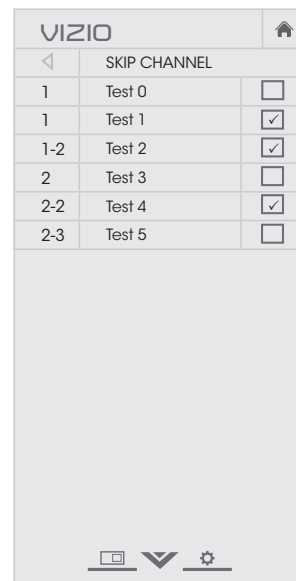 VIZIO
SKIP CHANNEL
1 Test 0
1 Test 1
1-2 Test 2
2 Test 3
2-2 Test 4
2-3 Test 5